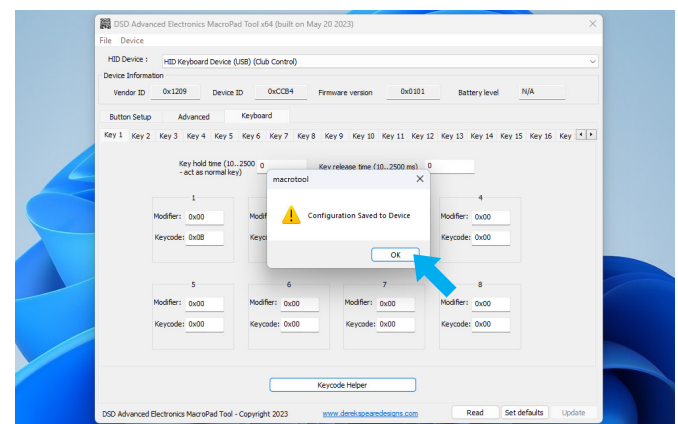 DSD Advanced Electronics MacroPad Tool x64 (built on May 20 2023)
File Device
HID Device : HID Keyboard Device (USB) (Club Control)
Device Information
Vendor ID 0x1209 Device ID 0xCCB4 Firmware version 0x0101 Battery level N/A
Button Setup Advanced Keyboard
Key 1 Key 2 Key 3 Key 4 Key 5 Key 6 Key 7 Key 8 Key 9 Key 10 Key 11 Key 12 Key 13 Key 14 Key 15 Key 16 Key
Key hold time (10..2500 0 Key release time (10..2500 ms) 0
- act as normal key)
macrotool
1 4
Modifier: 0x00 Modif Modifier: 0x00
Configuration Saved to Device
Keycode: 0x0B Keyc Keycode: 0x00
OK
5 6 7 8
Modifier: 0x00 Modifier: 0x00 Modifier: 0x00 Modifier: 0x00
Keycode: 0x00 Keycode: 0x00 Keycode: 0x00 Keycode: 0x00
Keycode Helper
DSD Advanced Electronics MacroPad Tool - Copyright 2023 www.derekspearedesigns.com Read Set defaults Update